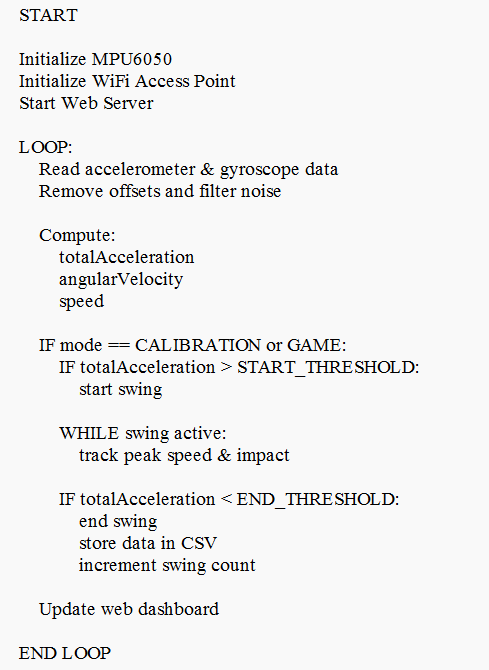 START
Initialize MPU6050
Initialize WiFi Access Point
Start Web Server
LOOP:
Read accelerometer & gyroscope data
Remove offsets and filter noise
Compute:
totalAcceleration
angularVelocity
speed
IF mode == CALIBRATION or GAME:
IF totalAcceleration > START_THRESHOLD:
start swing
WHILE swing active:
track peak speed & impact
IF totalAcceleration < END_THRESHOLD:
end swing
store data in CSV
increment swing count
Update web dashboard
END LOOP